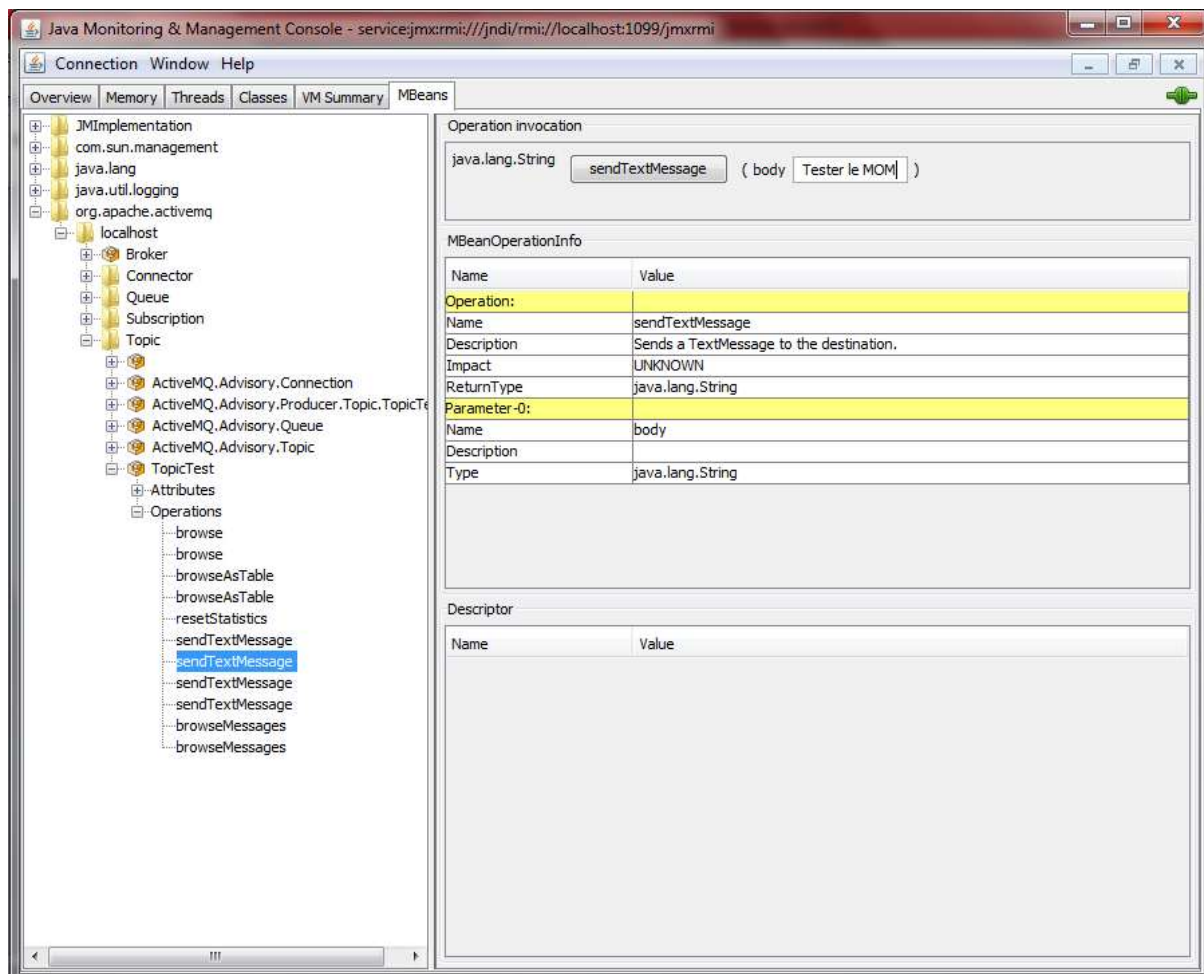 Java Monitoring & Management Console - service:jmx:rmi:///jndi/rmi://localhost:1099/jmxrmi
Connection Window Help
Overview Memory Threads Classes VM Summary MBeans
JMImplementation
com.sun.management
java.lang
java.util.logging
org.apache.activemq
localhost
Broker
Connector
Queue
Subscription
Topic
ActiveMQ.Advisory.Connection
ActiveMQ.Advisory.Producer.Topic.TopicTe
ActiveMQ.Advisory.Queue
ActiveMQ.Advisory.Topic
TopicTest
Attributes
Operations
browse
browse
browseAsTable
browseAsTable
resetStatistics
sendTextMessage
sendTextMessage
sendTextMessage
sendTextMessage
browseMessages
browseMessages
Operation invocation
java.lang.String sendTextMessage ( body Tester le MOM )
MBeanOperationInfo
Name Value
Operation:
Name sendTextMessage
Description Sends a TextMessage to the destination.
Impact UNKNOWN
ReturnType java.lang.String
Parameter-0:
Name body
Description
Type java.lang.String
Descriptor
Name Value